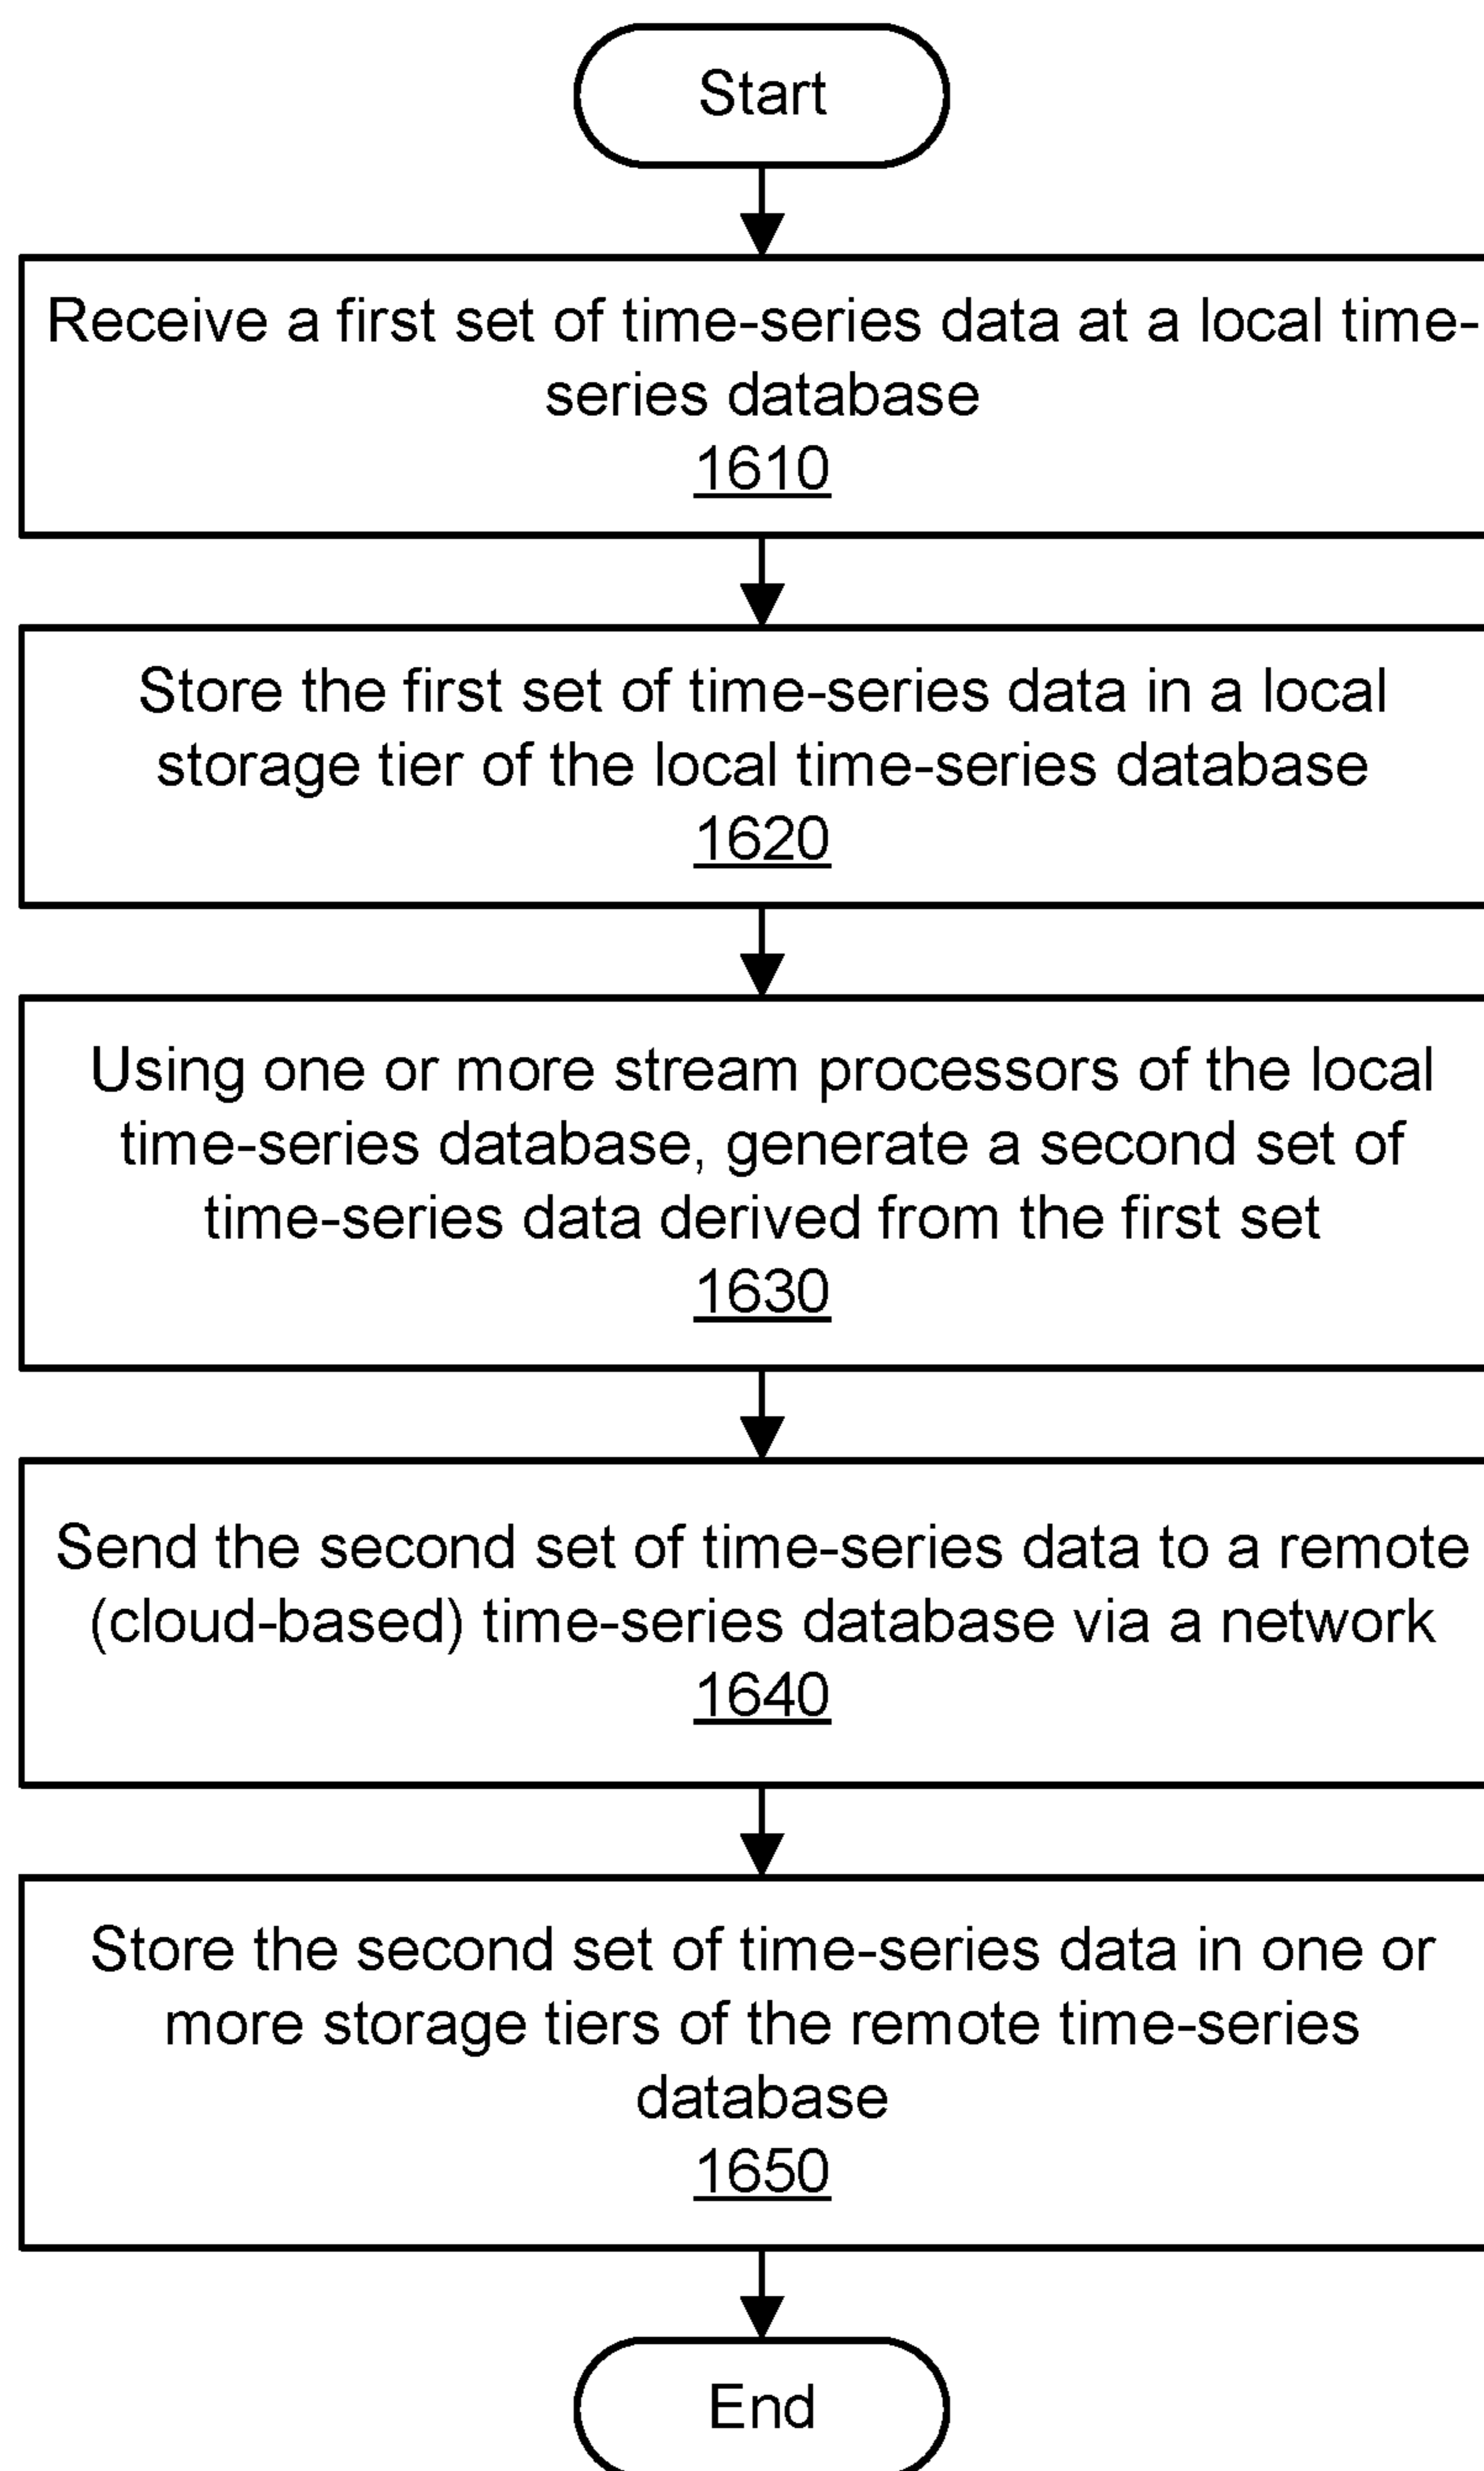 Start
Receive a first set of time-series data at a local time-
series database
1610
Store the first set of time-series data in a local
storage tier of the local time-series database
1620
Using one or more stream processors of the local
time-series database, generate a second set of
time-series data derived from the first set
1630
Send the second set of time-series data to a remote
(cloud-based) time-series database via a network
1640
Store the second set of time-series data in one or
more storage tiers of the remote time-series
database
1650
End